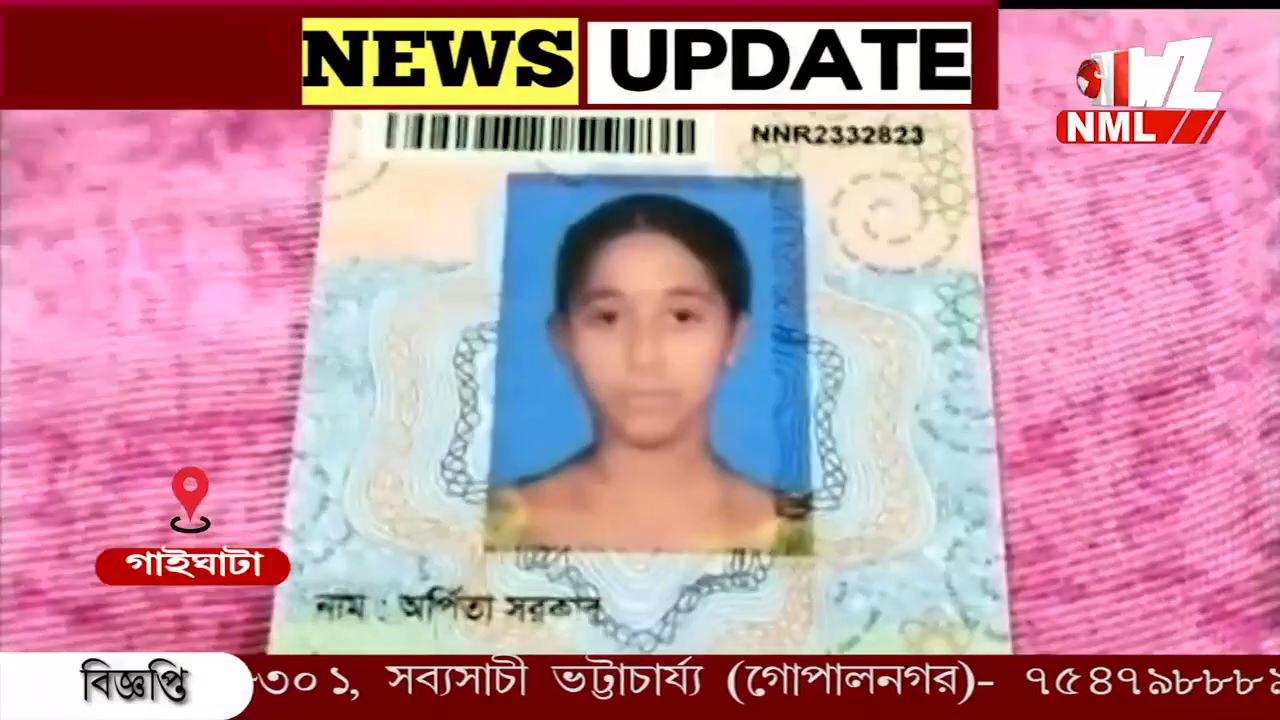 NEWS UPDATE
NML
NNR2332823
গাইঘাটা
নাম : অর্পিতা সরকার
বিজ্ঞপ্তি
৩০১, সব্যসাচী ভট্টাচার্য্য (গোপালনগর)- ৭৫৪৭৯৮৮৮